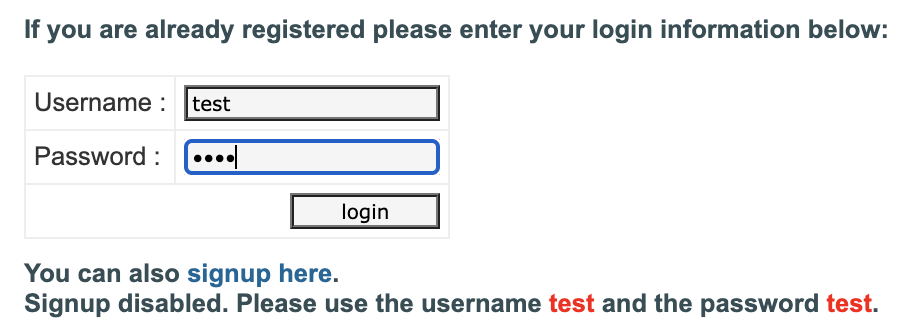 If you are already registered please enter your login information below:
Username : test
Password : ••••
login
You can also signup here.
Signup disabled. Please use the username test and the password test.